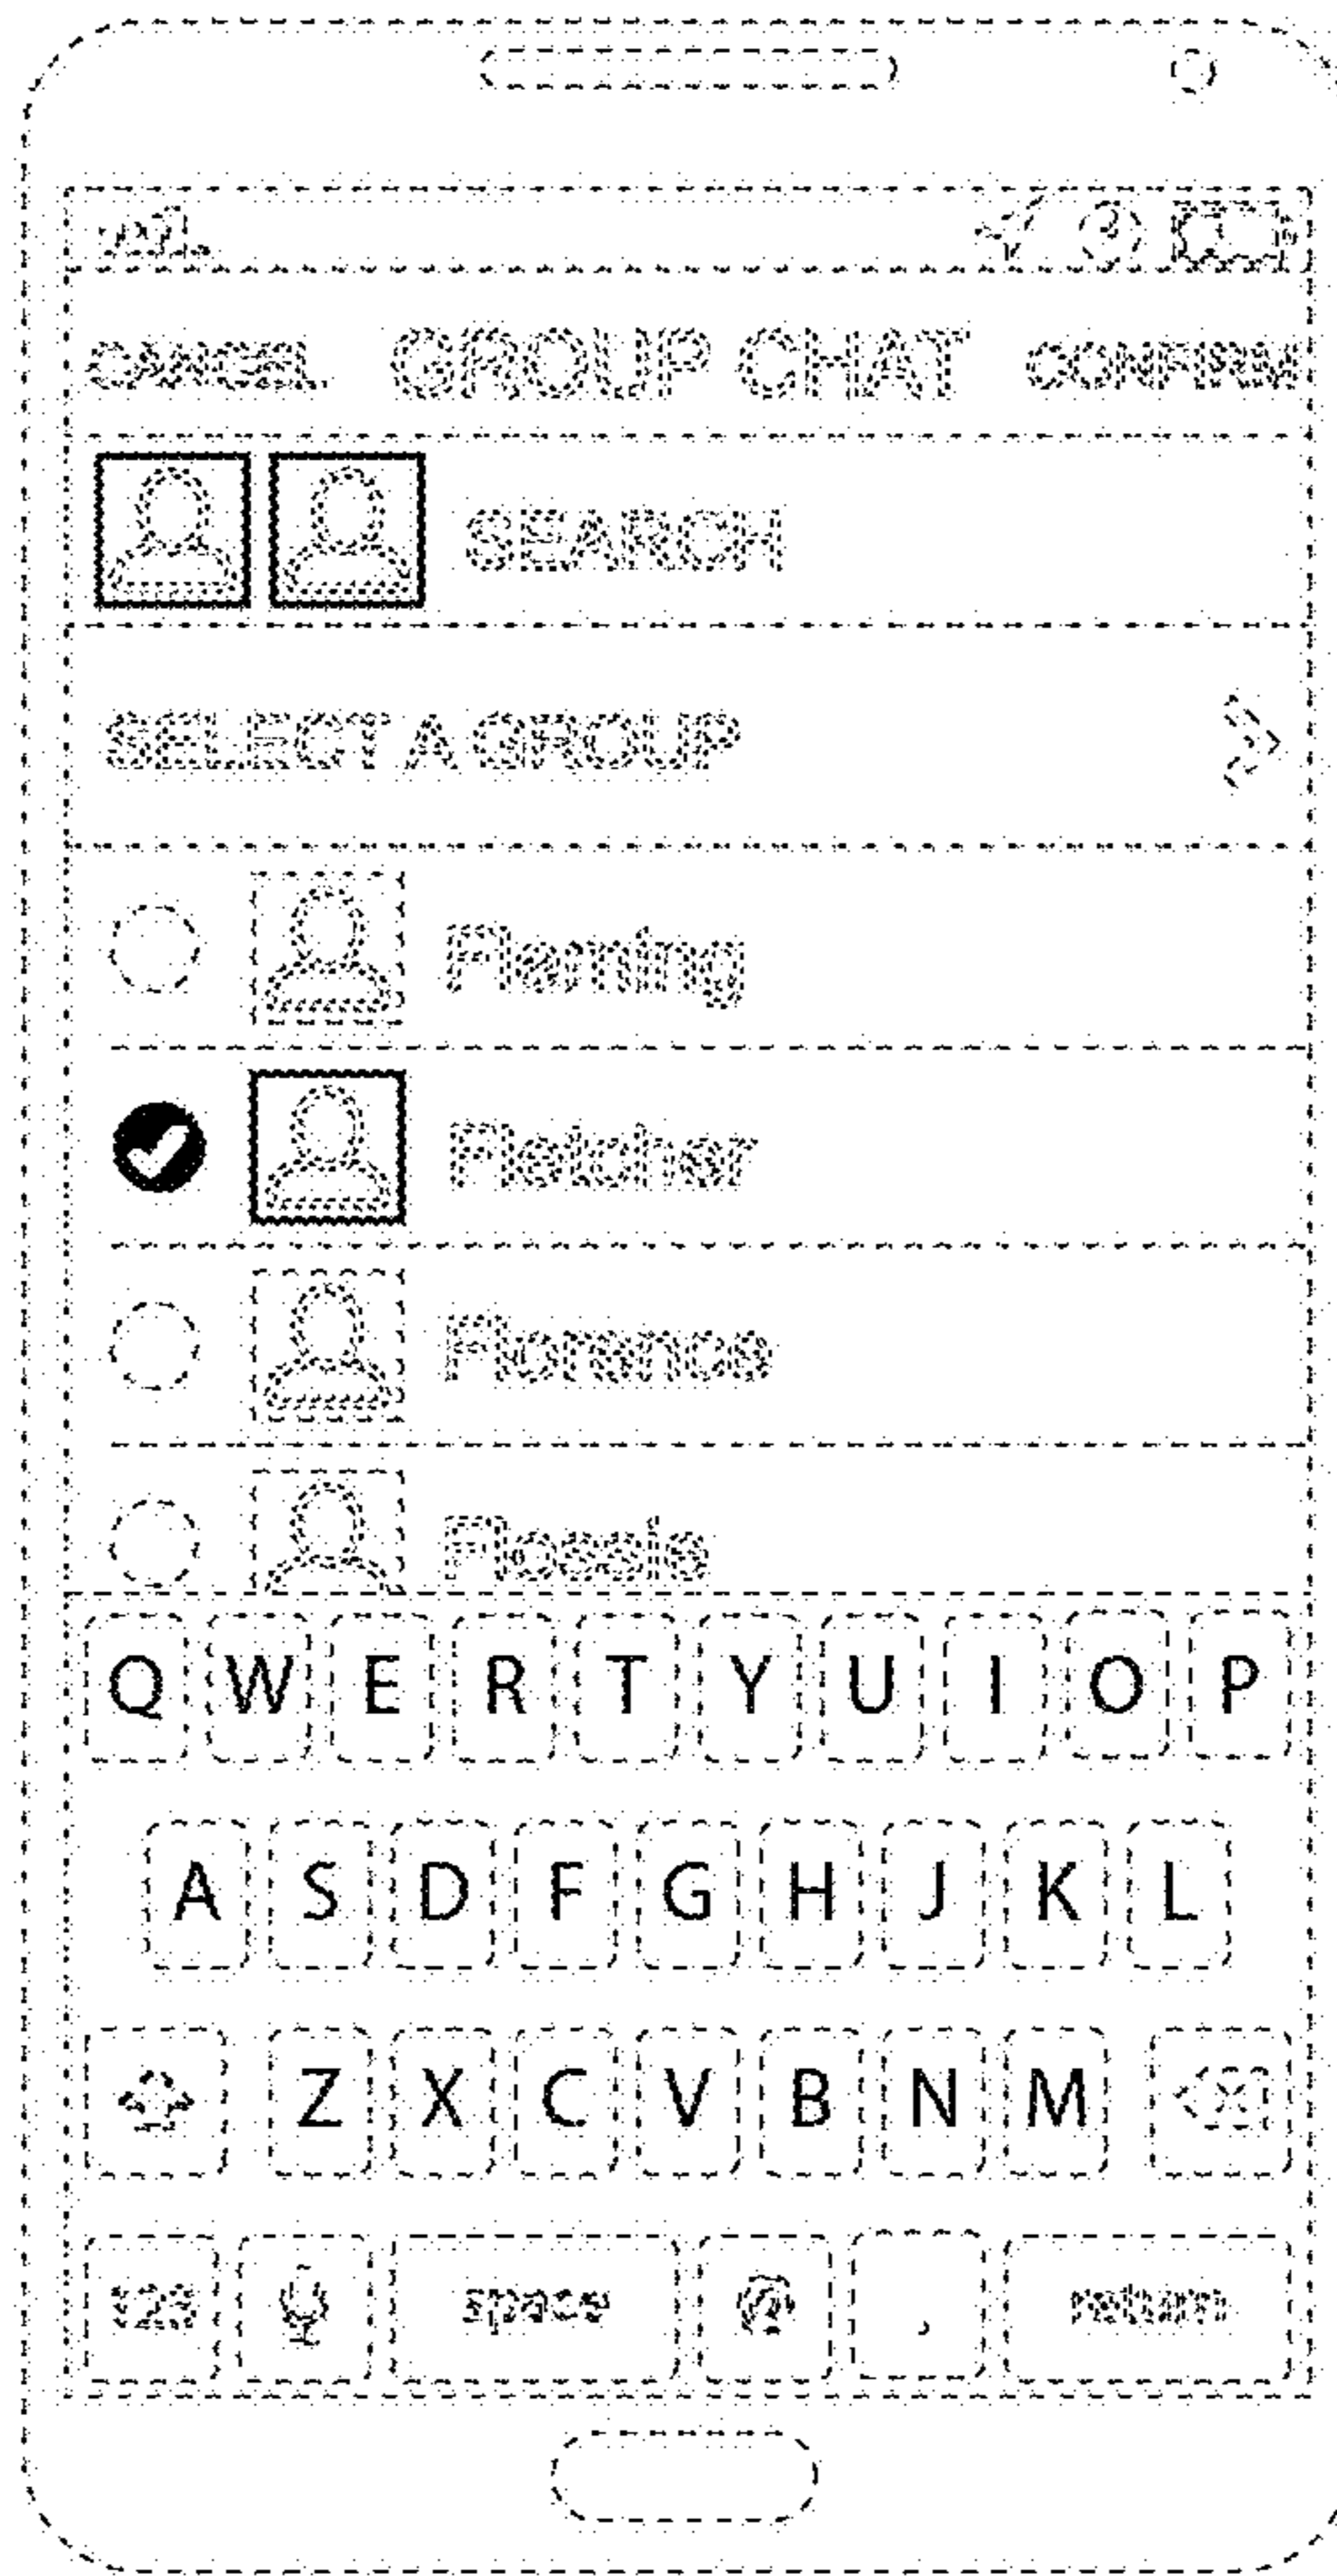 CANCEL GROUP CHAT CONFIRM
SEARCH
SELECT A GROUP
Fleming
Fletcher
Florence
Flossie
Q W E R T Y U I O P
A S D F G H J K L
Z X C V B N M
123 space @ , return